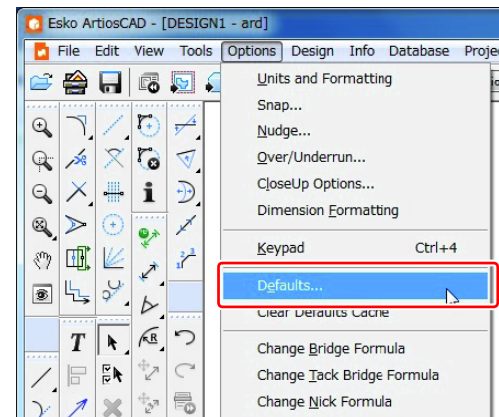 Esko ArtiosCAD - [DESIGN1 - ard]
File Edit View Tools Options Design Info Database Proje
Units and Formatting
Snap...
Nudge...
Over/Underrun...
CloseUp Options...
Dimension Formatting
Keypad Ctrl+4
Defaults...
Clear Defaults Cache
Change Bridge Formula
Change Tack Bridge Formula
Change Nick Formula